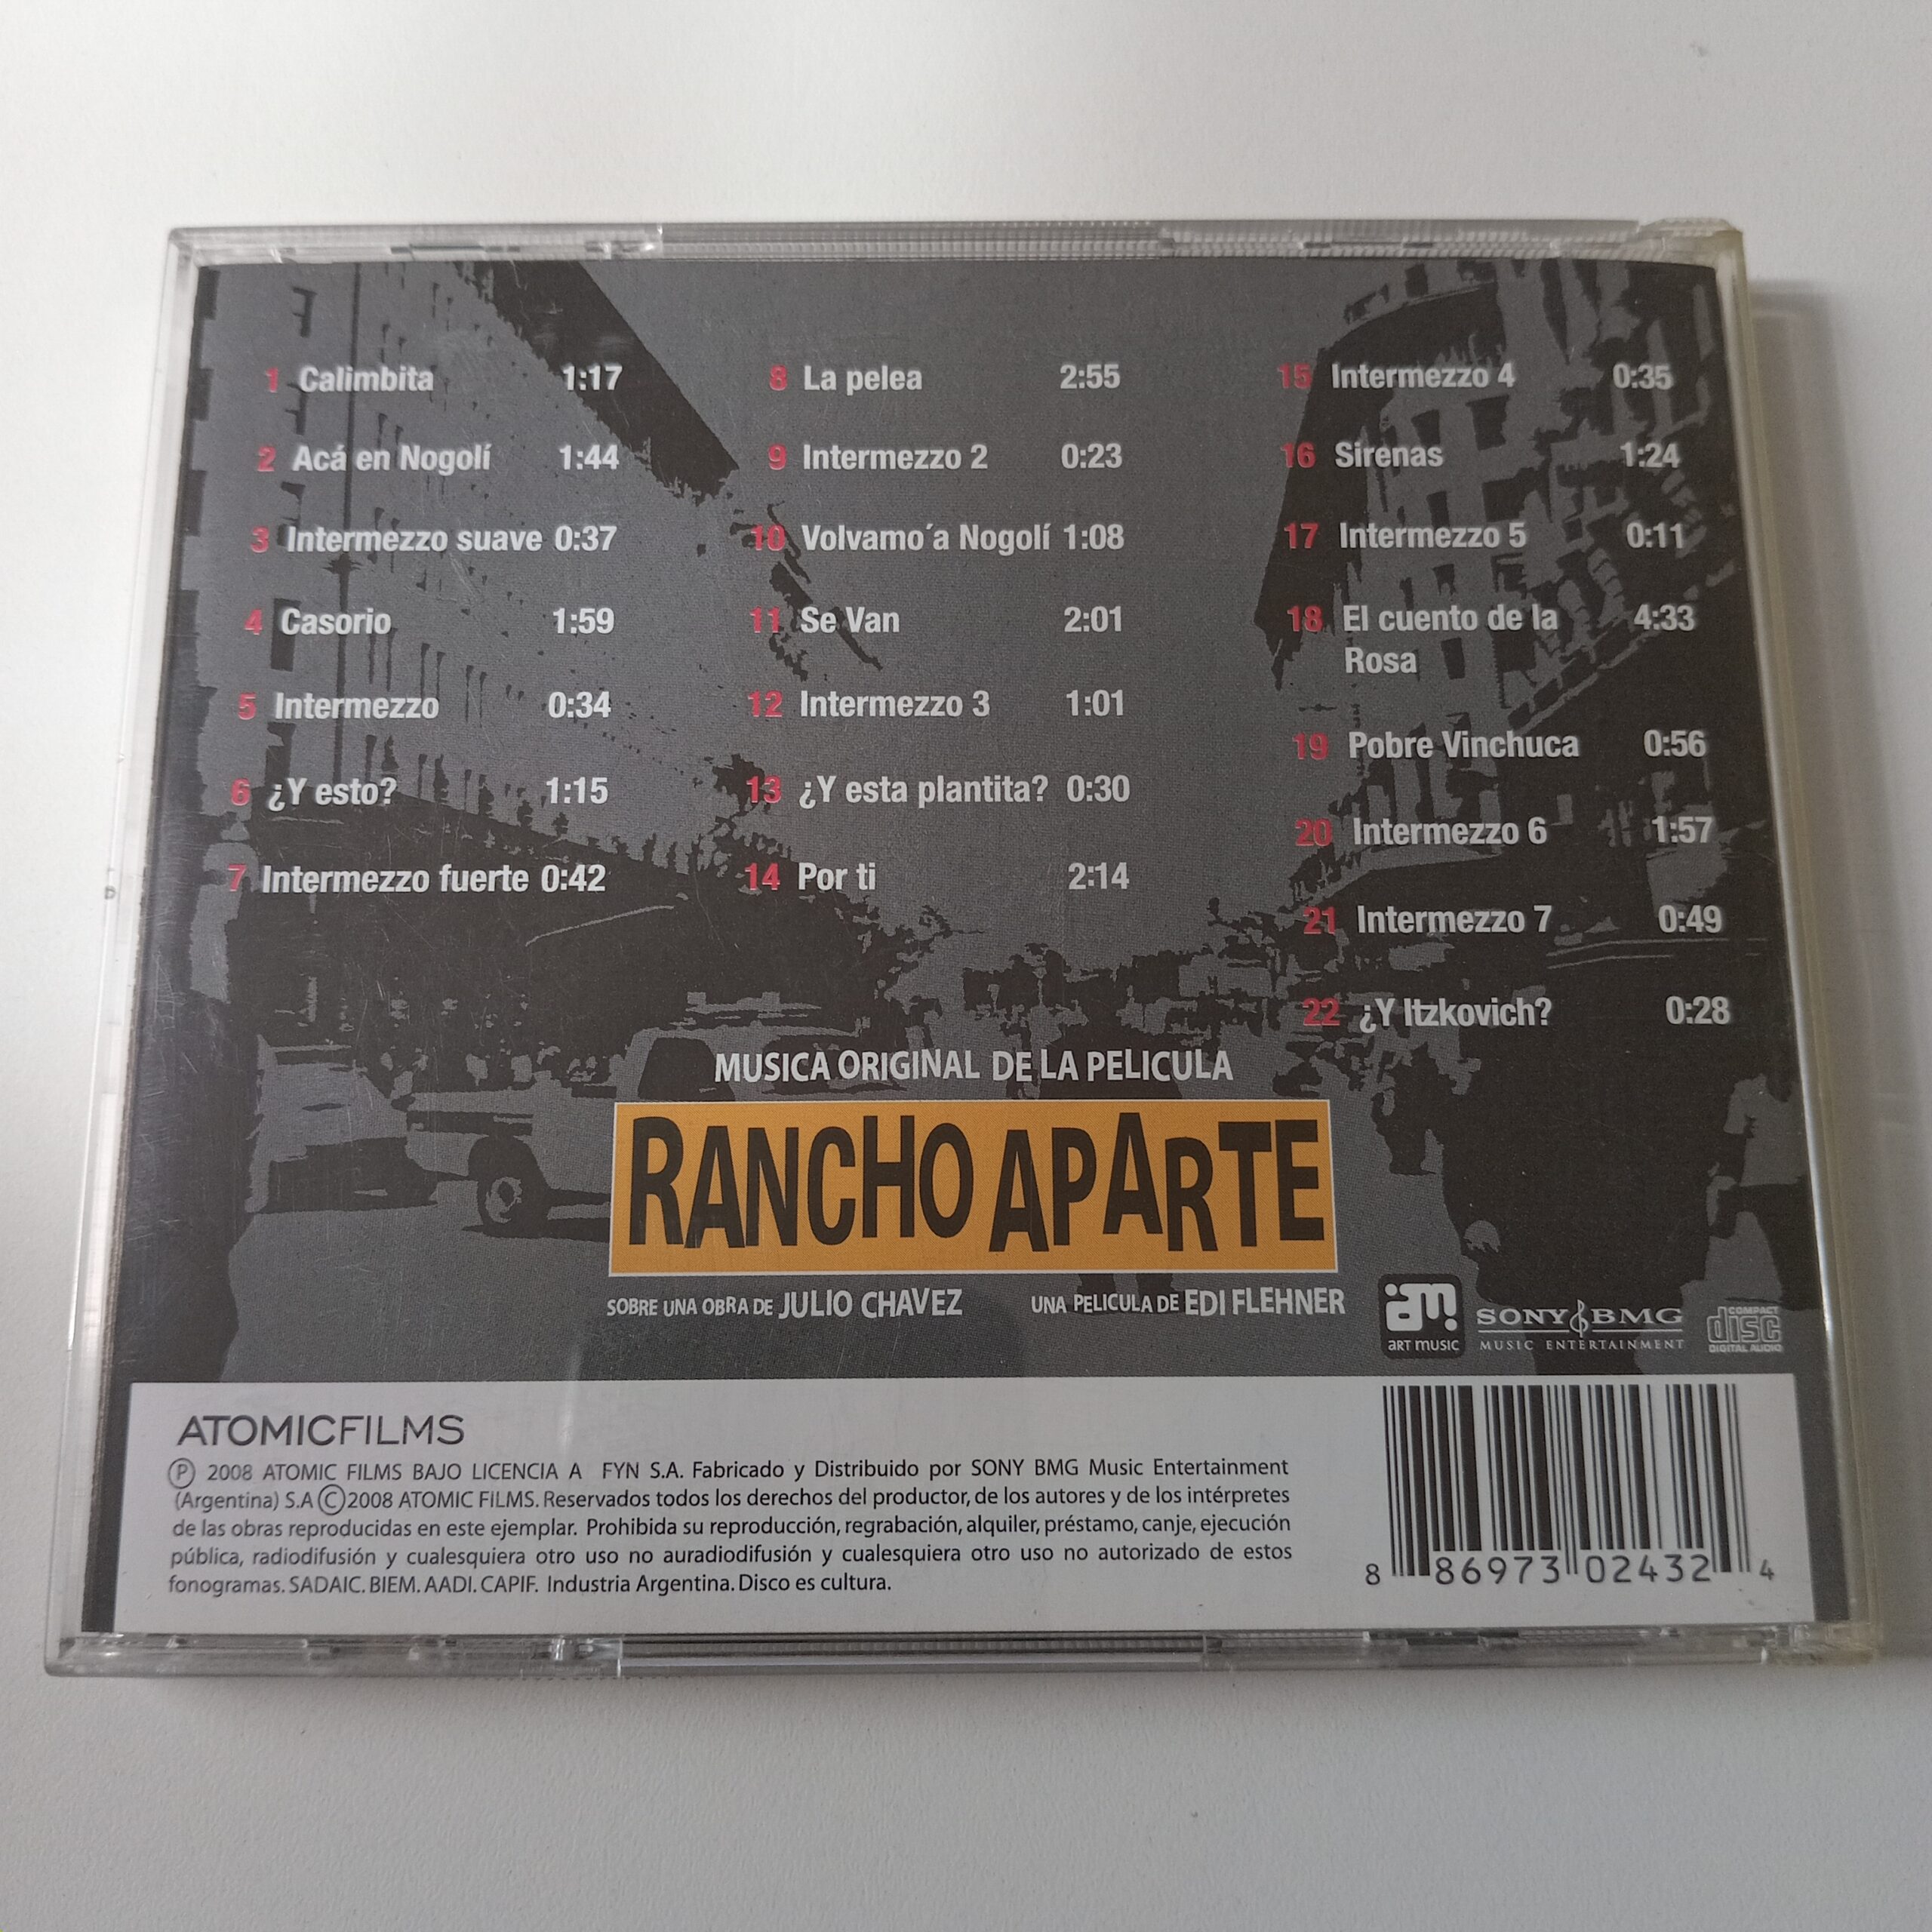 1 Calimbita 1:17
2 Acá en Nogolí 1:44
3 Intermezzo suave 0:37
4 Casorio 1:59
5 Intermezzo 0:34
6 ¿Y esto? 1:15
7 Intermezzo fuerte 0:42
8 La pelea 2:55
9 Intermezzo 2 0:23
10 Volvamo´a Nogolí 1:08
11 Se Van 2:01
12 Intermezzo 3 1:01
13 ¿Y esta plantita? 0:30
14 Por ti 2:14
15 Intermezzo 4 0:35
16 Sirenas 1:24
17 Intermezzo 5 0:11
18 El cuento de la 4:33
Rosa
19 Pobre Vinchuca 0:56
20 Intermezzo 6 1:57
21 Intermezzo 7 0:49
22 ¿Y Itzkovich? 0:28
MUSICA ORIGINAL DE LA PELICULA
RANCHO APARTE
SOBRE UNA OBRA DE JULIO CHAVEZ UNA PELICULA DE EDI FLEHNER
am!
ART MUSIC
SONY BMG
MUSIC ENTERTAINMENT
COMPACT
disc
DIGITAL AUDIO
ATOMICFILMS
Ⓟ 2008 ATOMIC FILMS BAJO LICENCIA A FYN S.A. Fabricado y Distribuido por SONY BMG Music Entertainment
(Argentina) S.A ©2008 ATOMIC FILMS. Reservados todos los derechos del productor, de los autores y de los intérpretes
de las obras reproducidas en este ejemplar. Prohibida su reproducción, regrabación, alquiler, préstamo, canje, ejecución
pública, radiodifusión y cualesquiera otro uso no auradiodifusión y cualesquiera otro uso no autorizado de estos
fonogramas. SADAIC. BIEM. AADI. CAPIF. Industria Argentina. Disco es cultura.
8 86973 02432 4